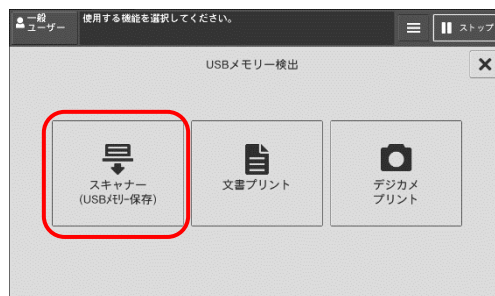 一般
ユーザー
使用する機能を選択してください。
ストップ
USBメモリー検出
スキャナー
(USBﾒﾓﾘｰ保存)
文書プリント
デジカメ
プリント